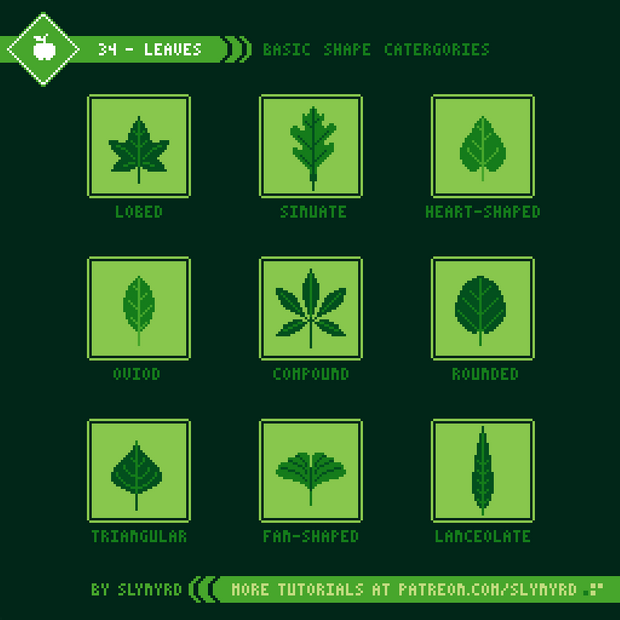 34 - LEAVES BASIC SHAPE CATERGORIES
LOBED SINUATE HEART-SHAPED
OVIOD COMPOUND ROUNDED
TRIANGULAR FAN-SHAPED LANCEOLATE
BY SLYNYRD MORE TUTORIALS AT PATREON.COM/SLYNYRD